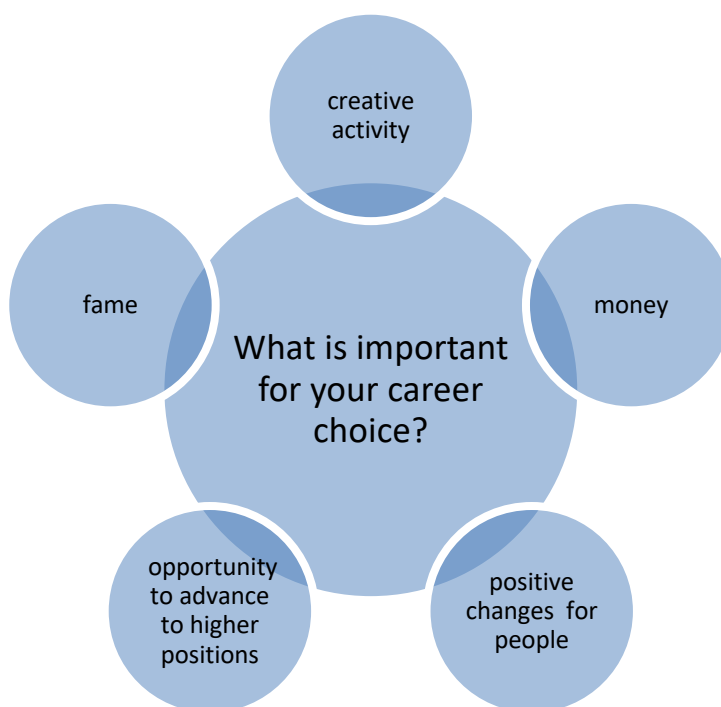 creative
activity
fame
money
What is important
for your career
choice?
opportunity
to advance
to higher
positions
positive
changes for
people